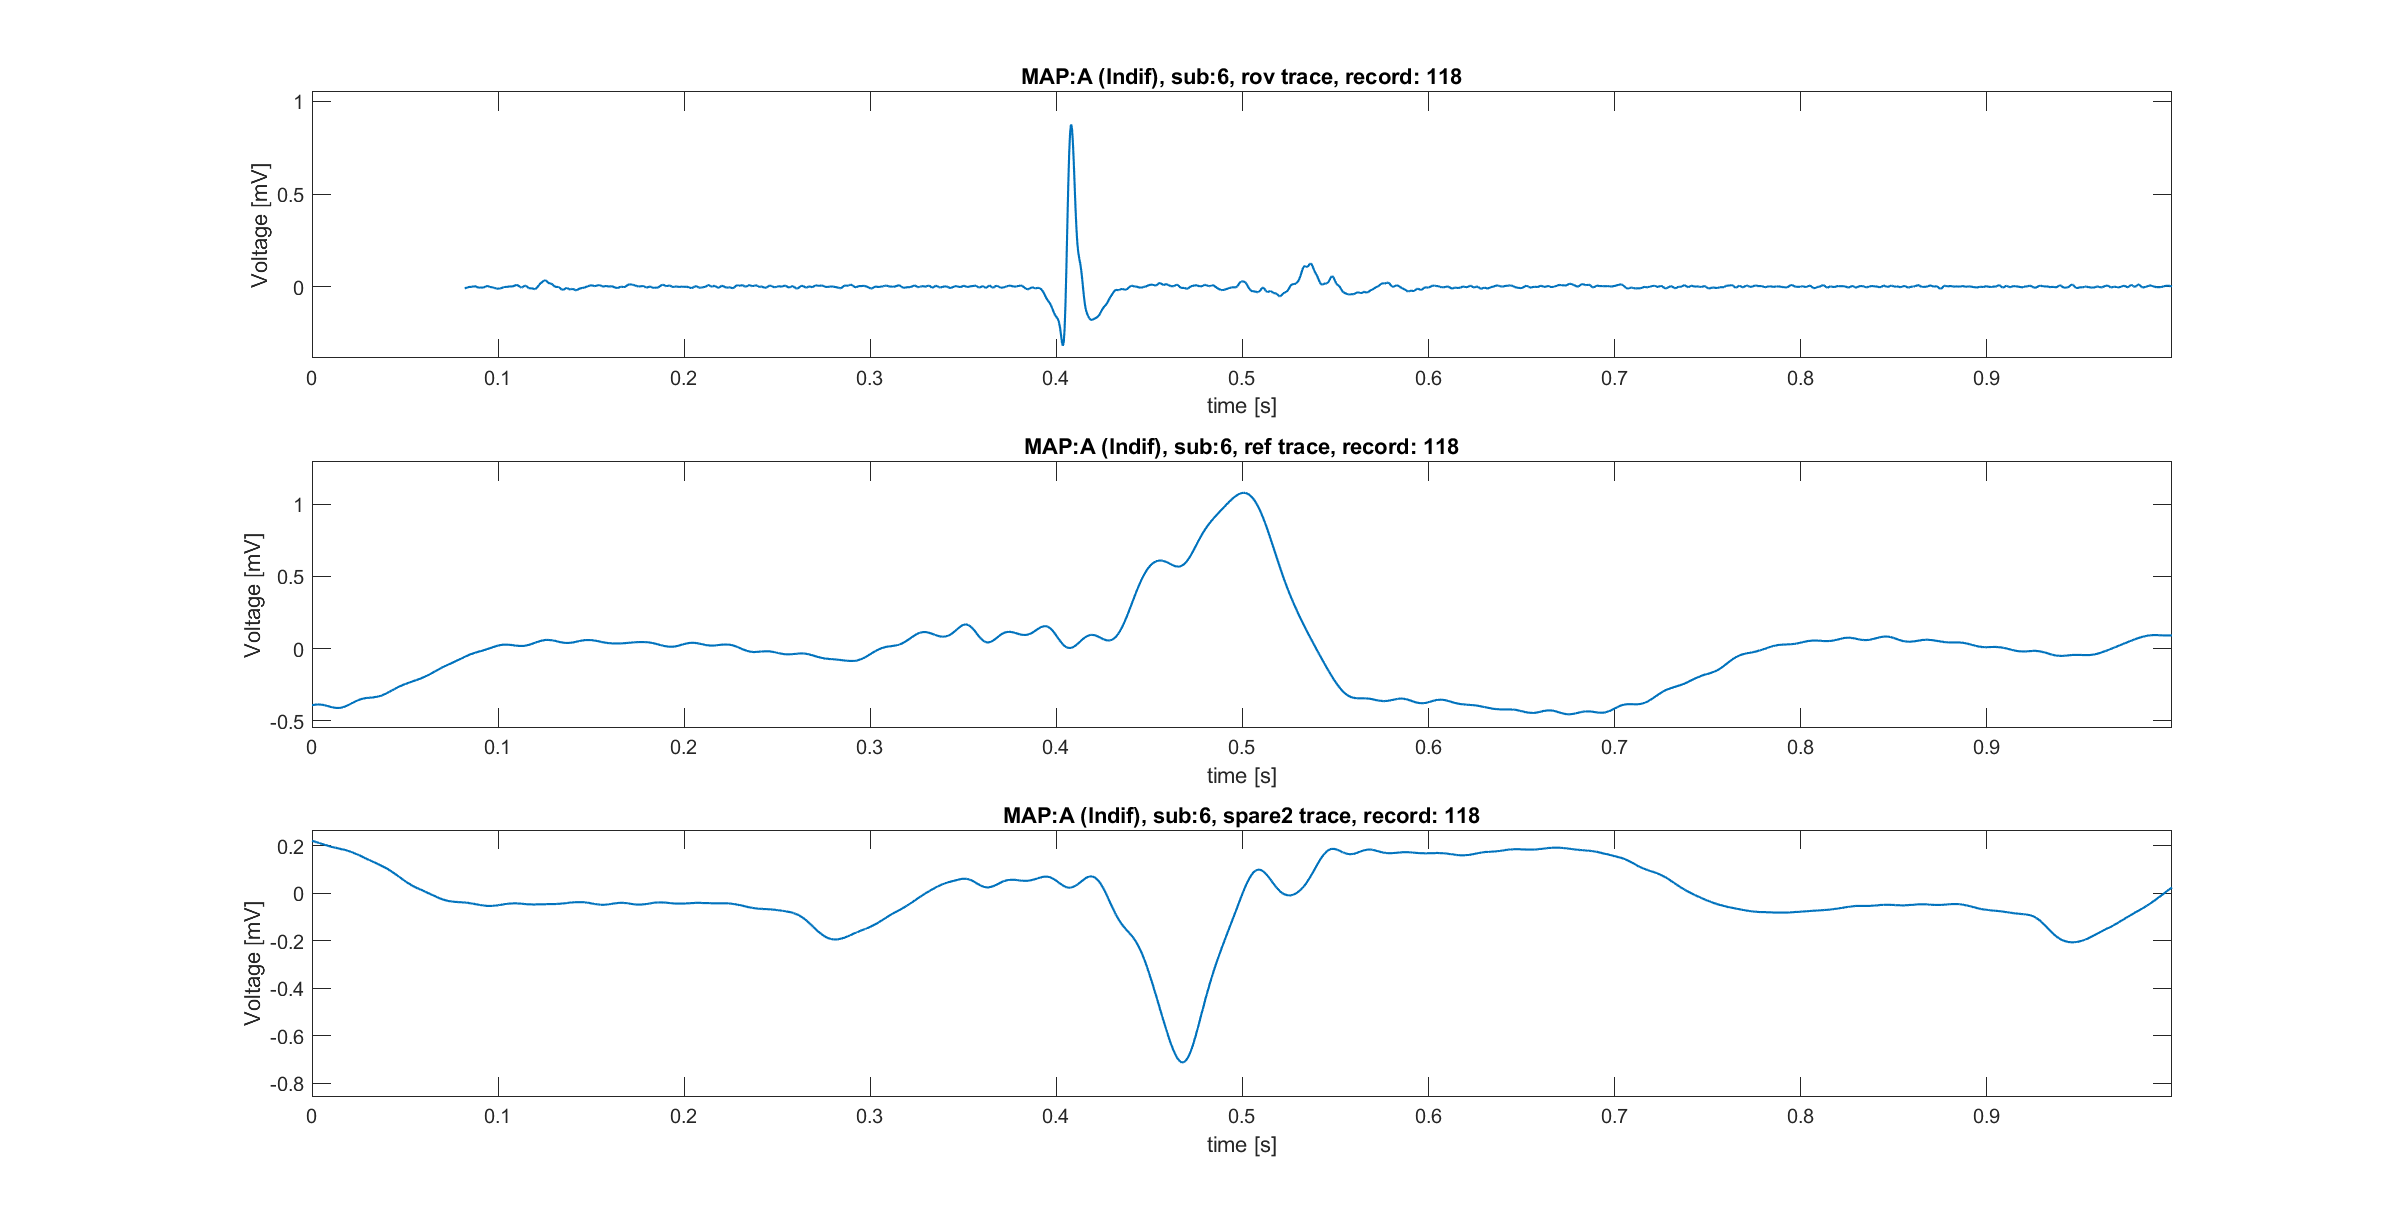 MAP:A (Indif), sub:6, rov trace, record: 118
Voltage [mV]
1
0.5
0
0 0.1 0.2 0.3 0.4 0.5 0.6 0.7 0.8 0.9
time [s]
MAP:A (Indif), sub:6, ref trace, record: 118
Voltage [mV]
1
0.5
0
-0.5
0 0.1 0.2 0.3 0.4 0.5 0.6 0.7 0.8 0.9
time [s]
MAP:A (Indif), sub:6, spare2 trace, record: 118
Voltage [mV]
0.2
0
-0.2
-0.4
-0.6
-0.8
0 0.1 0.2 0.3 0.4 0.5 0.6 0.7 0.8 0.9
time [s]